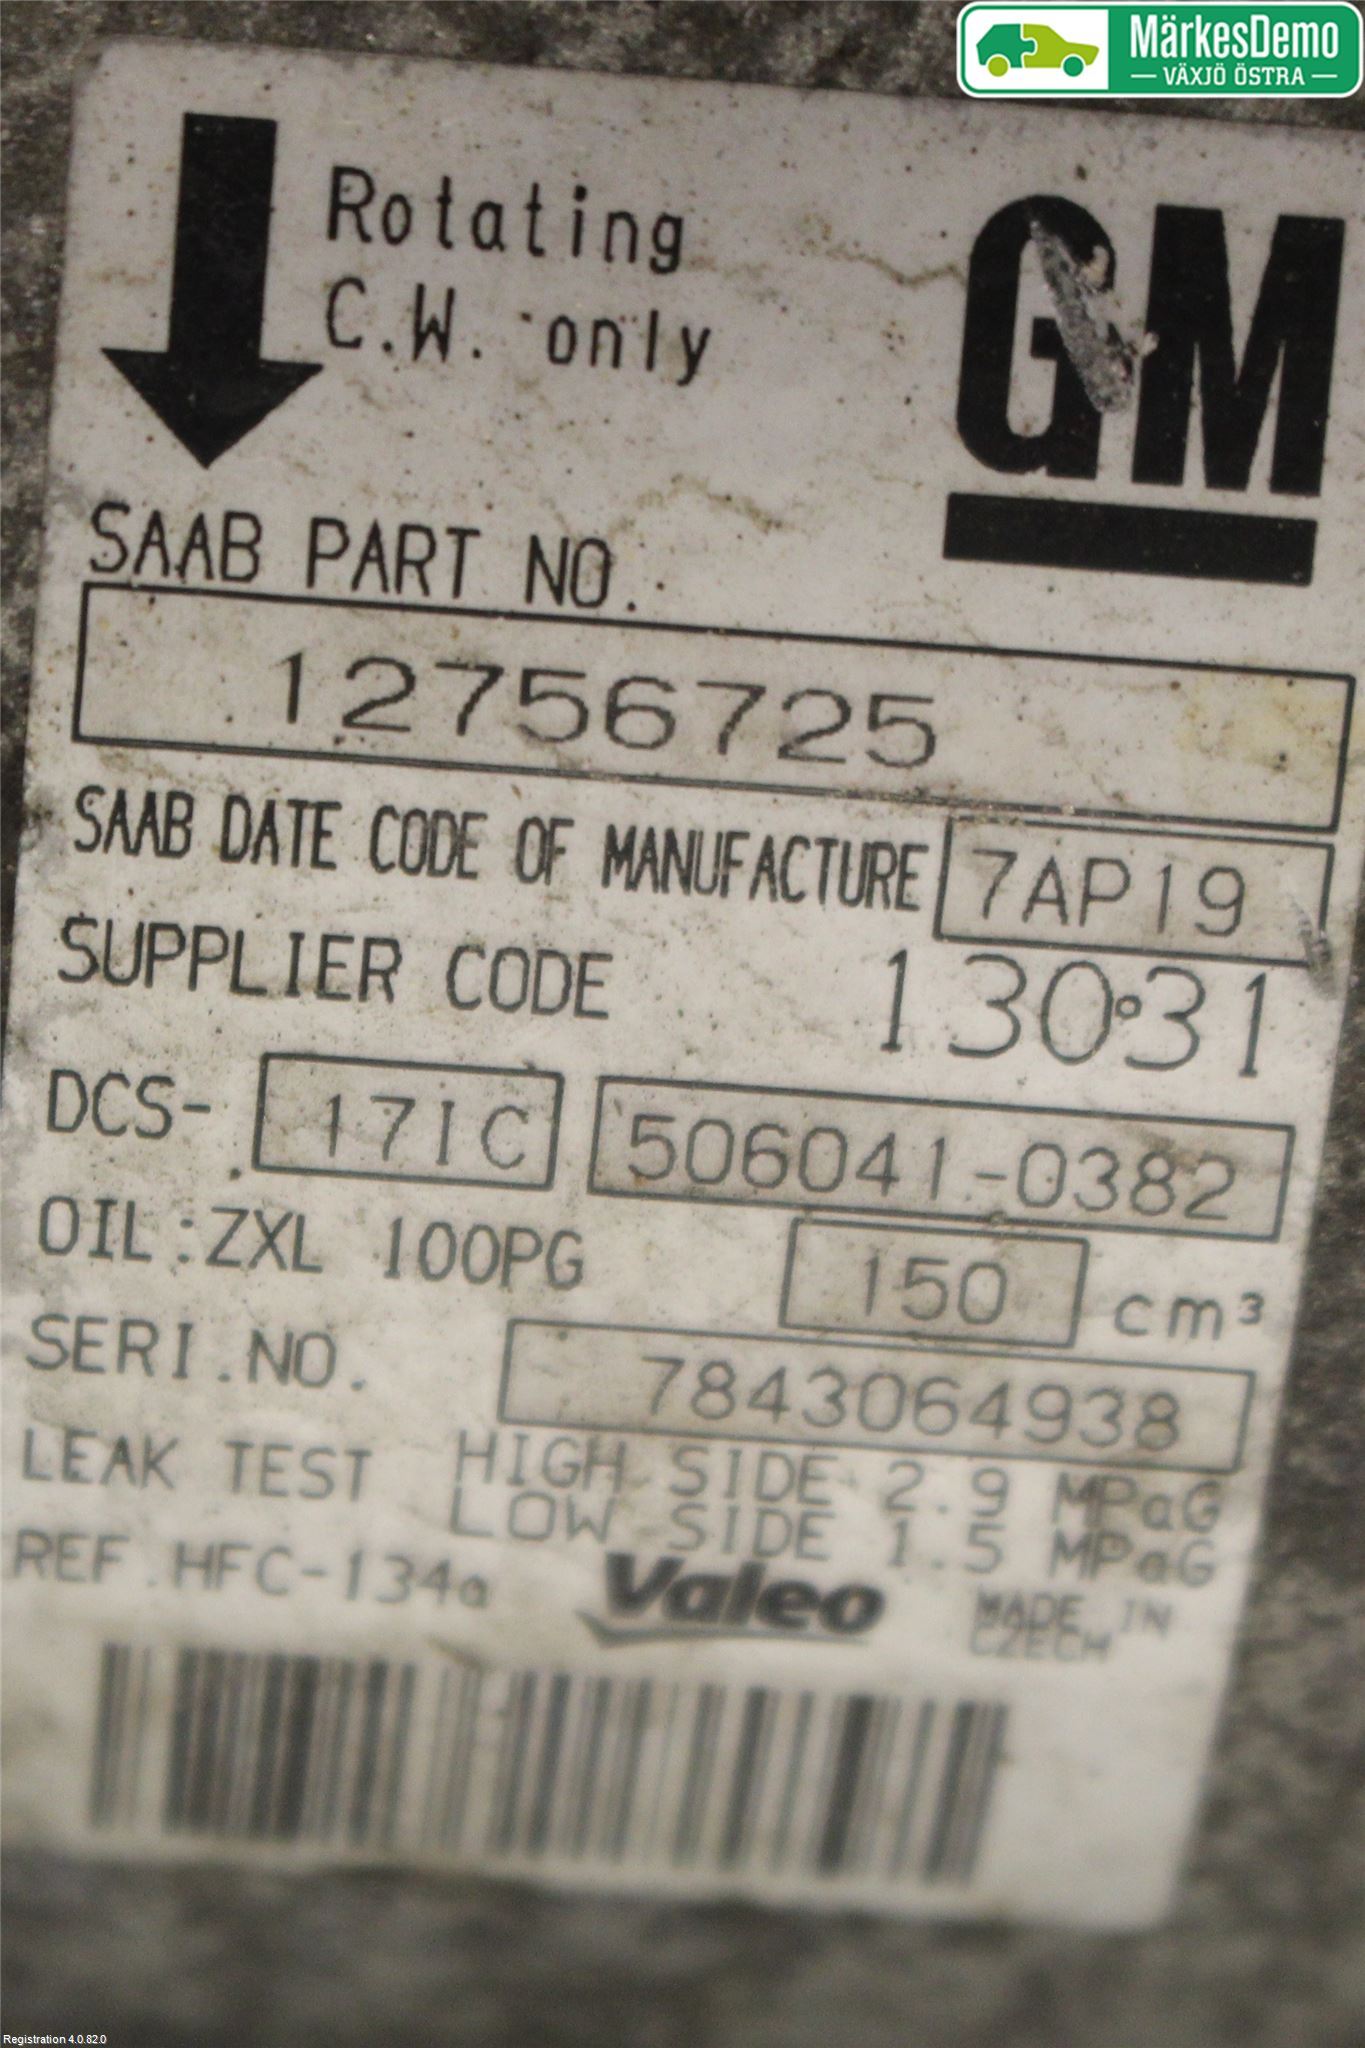 MärkesDemo
VÄXJÖ ÖSTRA
Rotating
C.W. only
GM
SAAB PART NO.
12756725
SAAB DATE CODE OF MANUFACTURE 7AP19
SUPPLIER CODE 13031
DCS- 17IC 506041-0382
OIL:ZXL 100PG 150 cm³
SERI.NO. 7843064938
LEAK TEST HIGH SIDE 2.9 MPaG
LOW SIDE 1.5 MPaG
REF.HFC-134a Valeo MADE IN
CZECH
Registration 4.0.82.0